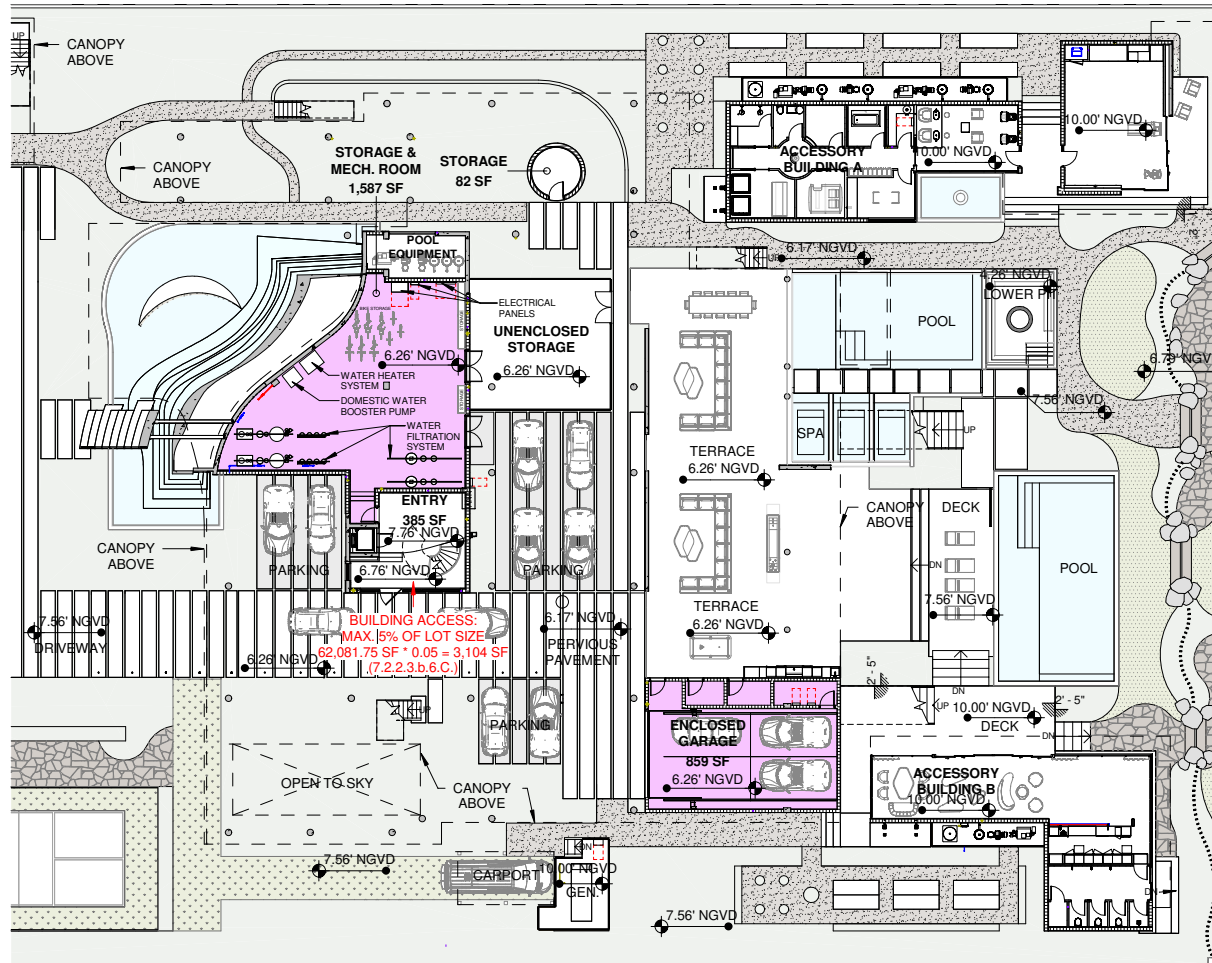 UP
CANOPY
ABOVE
CANOPY
ABOVE
STORAGE &
MECH. ROOM
1,587 SF
STORAGE
82 SF
ACCESSORY
BUILDING A
10.00' NGVD
10.00' NGVD
POOL
EQUIPMENT
6.17' NGVD
UP
ELECTRICAL
PANELS
UNENCLOSED
STORAGE
6.26' NGVD
BIKE STORAGE
STORAGE
6.26' NGVD
WATER HEATER
SYSTEM
DOMESTIC WATER
BOOSTER PUMP
STORAGE
WATER
FILTRATION
SYSTEM
4.26' NGVD
POOL
7.56' NGVD
SPA
UP
TERRACE
6.26' NGVD
ENTRY
385 SF
7.76' NGVD
6.76' NGVD
CANOPY
ABOVE
PARKING
PARKING
CANOPY
ABOVE
DECK
DN
7.56' NGVD
POOL
TERRACE
6.26' NGVD
BUILDING ACCESS:
MAX. 5% OF LOT SIZE
62,081.75 SF * 0.05 = 3,104 SF
(7.2.2.3.b.6.C.)
7.56' NGVD
DRIVEWAY
6.26' NGVD
6.17' NGVD
PERVIOUS
PAVEMENT
2' - 5"
DN
UP
2' - 5"
10.00' NGVD
DECK
DN
UP
PARKING
ENCLOSED
GARAGE
859 SF
6.26' NGVD
OPEN TO SKY
CANOPY
ABOVE
ACCESSORY
BUILDING B
10.00' NGVD
DN
7.56' NGVD
CARPORT
10.00' NGVD
GEN.
DN
7.56' NGVD